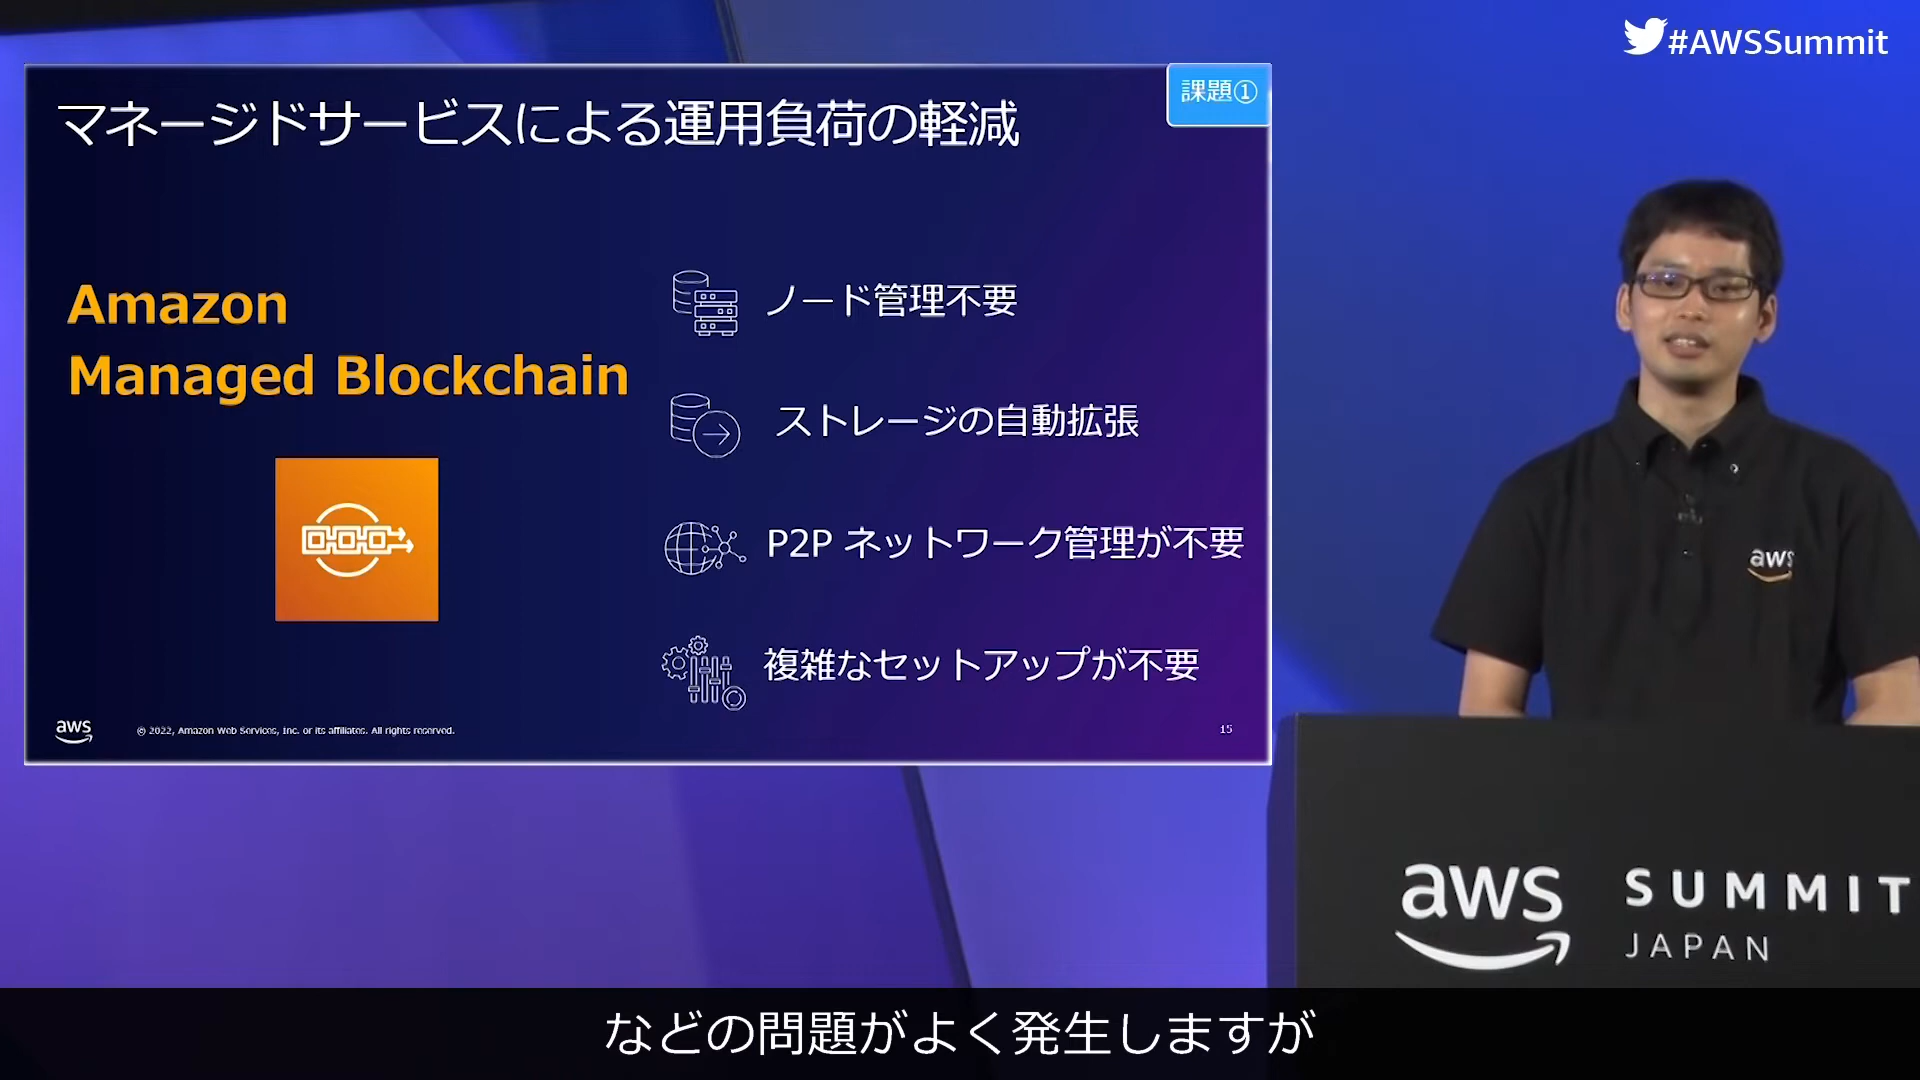 #AWSSummit
課題①
マネージドサービスによる運用負荷の軽減
Amazon
Managed Blockchain
ノード管理不要
ストレージの自動拡張
P2P ネットワーク管理が不要
複雑なセットアップが不要
aws
© 2022, Amazon Web Services, Inc. or its affiliates. All rights reserved.
15
aws
aws SUMMIT
JAPAN
などの問題がよく発生しますが